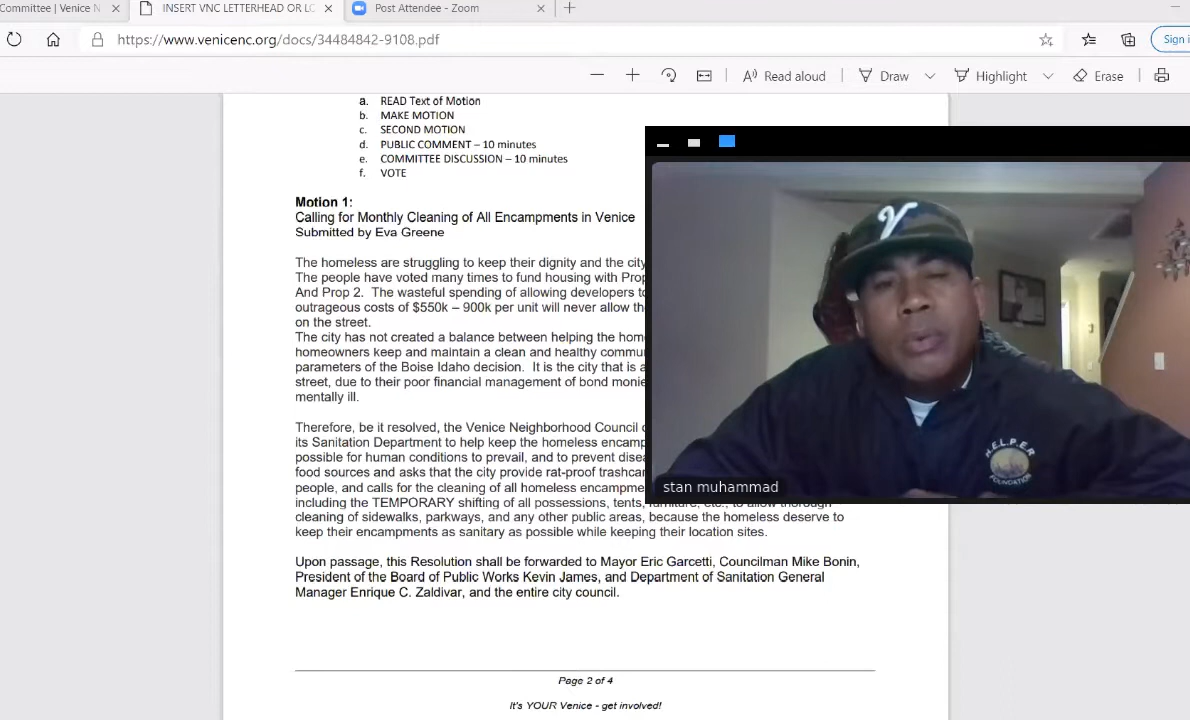 Committee | Venice N
INSERT VNC LETTERHEAD OR LO
Post Attendee - Zoom
https://www.venicenc.org/docs/34484842-9108.pdf
Sign i
Read aloud
Draw
Highlight
Erase
a. READ Text of Motion
b. MAKE MOTION
c. SECOND MOTION
d. PUBLIC COMMENT – 10 minutes
e. COMMITTEE DISCUSSION – 10 minutes
f. VOTE
Motion 1:
Calling for Monthly Cleaning of All Encampments in Venice
Submitted by Eva Greene
The homeless are struggling to keep their dignity and the city
The people have voted many times to fund housing with Prop
And Prop 2. The wasteful spending of allowing developers to
outrageous costs of $550k – 900k per unit will never allow the
on the street.
The city has not created a balance between helping the hom
homeowners keep and maintain a clean and healthy commu
parameters of the Boise Idaho decision. It is the city that is a
street, due to their poor financial management of bond monie
mentally ill.
Therefore, be it resolved, the Venice Neighborhood Council c
its Sanitation Department to help keep the homeless encamp
possible for human conditions to prevail, and to prevent disea
food sources and asks that the city provide rat-proof trashcan
people, and calls for the cleaning of all homeless encampme
including the TEMPORARY shifting of all possessions, tents, furniture, etc., to allow thorough
cleaning of sidewalks, parkways, and any other public areas, because the homeless deserve to
keep their encampments as sanitary as possible while keeping their location sites.
Upon passage, this Resolution shall be forwarded to Mayor Eric Garcetti, Councilman Mike Bonin,
President of the Board of Public Works Kevin James, and Department of Sanitation General
Manager Enrique C. Zaldivar, and the entire city council.
Page 2 of 4
It's YOUR Venice - get involved!
V
H.E.L.P.E.R
FOUNDATION
stan muhammad